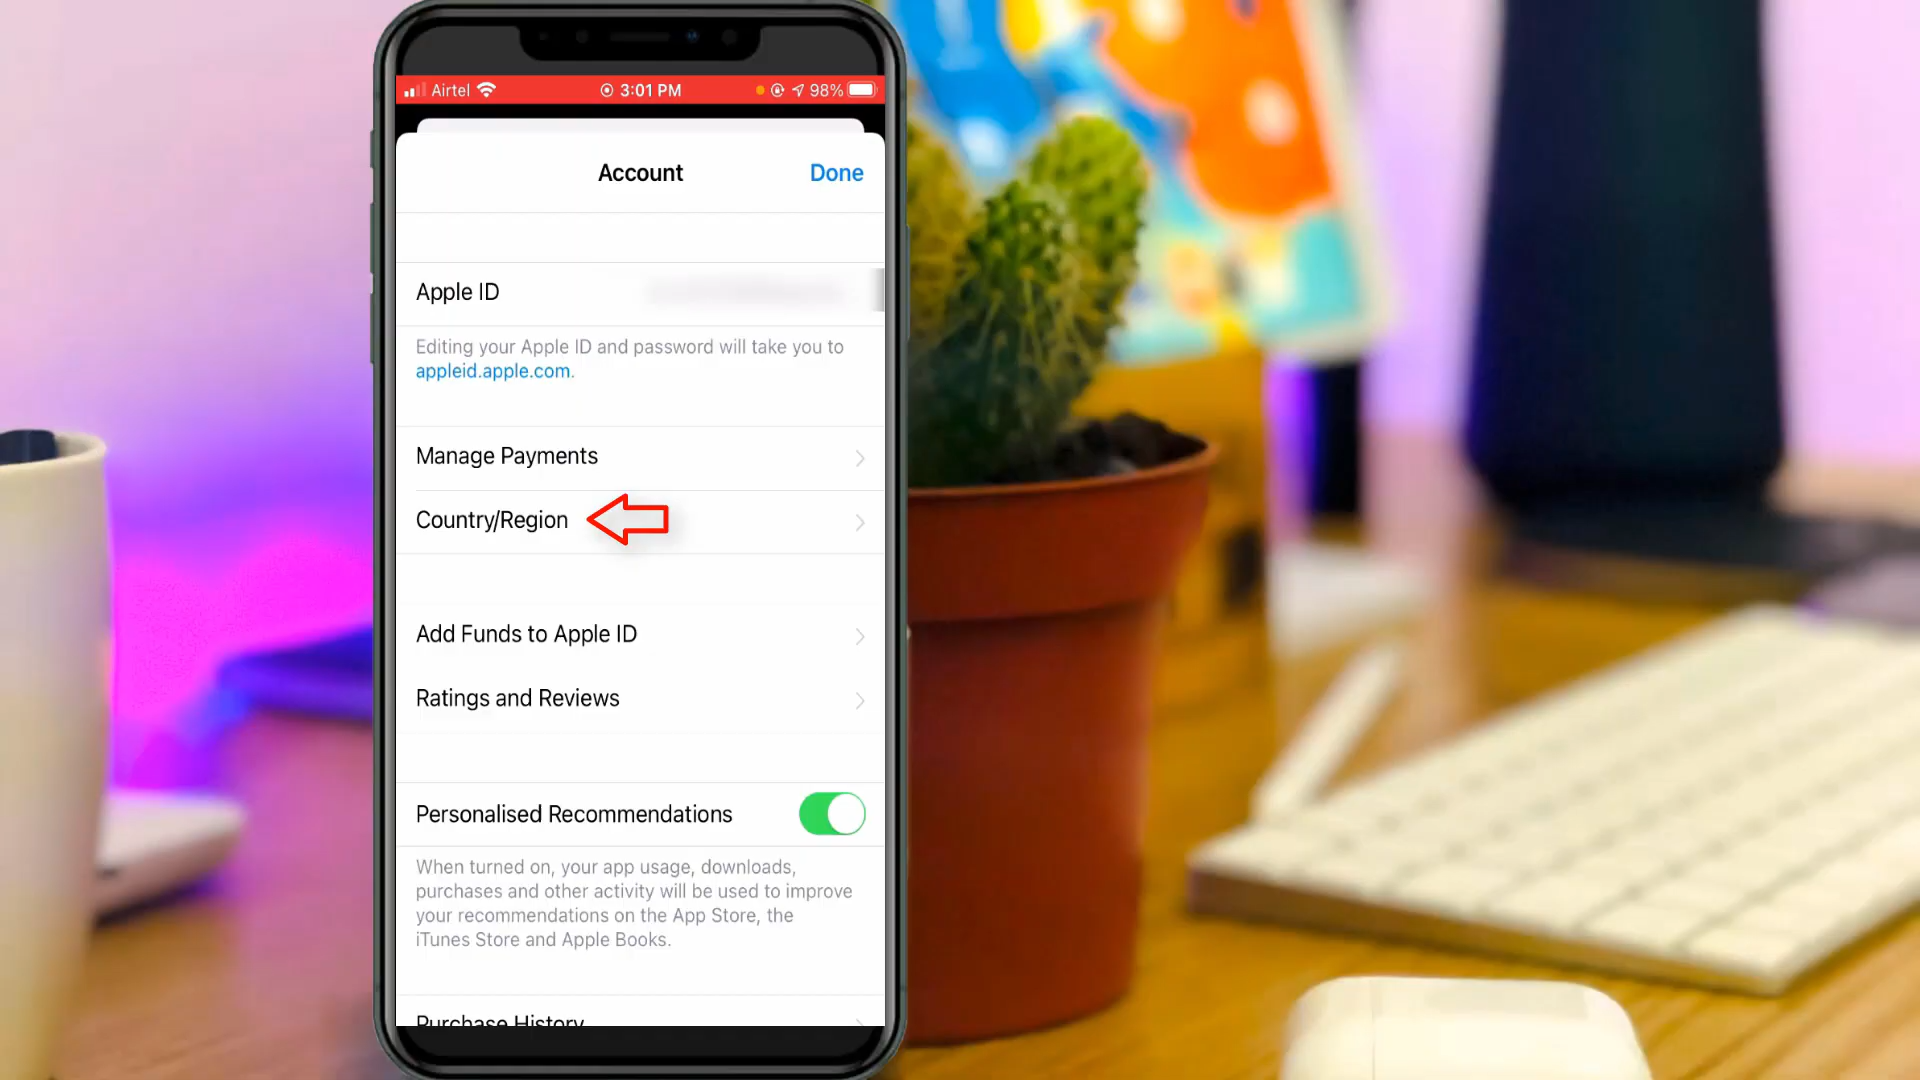 Airtel 3:01 PM 98%
Account Done
Apple ID
Editing your Apple ID and password will take you to
appleid.apple.com.
Manage Payments
Country/Region
Add Funds to Apple ID
Ratings and Reviews
Personalised Recommendations
When turned on, your app usage, downloads,
purchases and other activity will be used to improve
your recommendations on the App Store, the
iTunes Store and Apple Books.
Purchase History